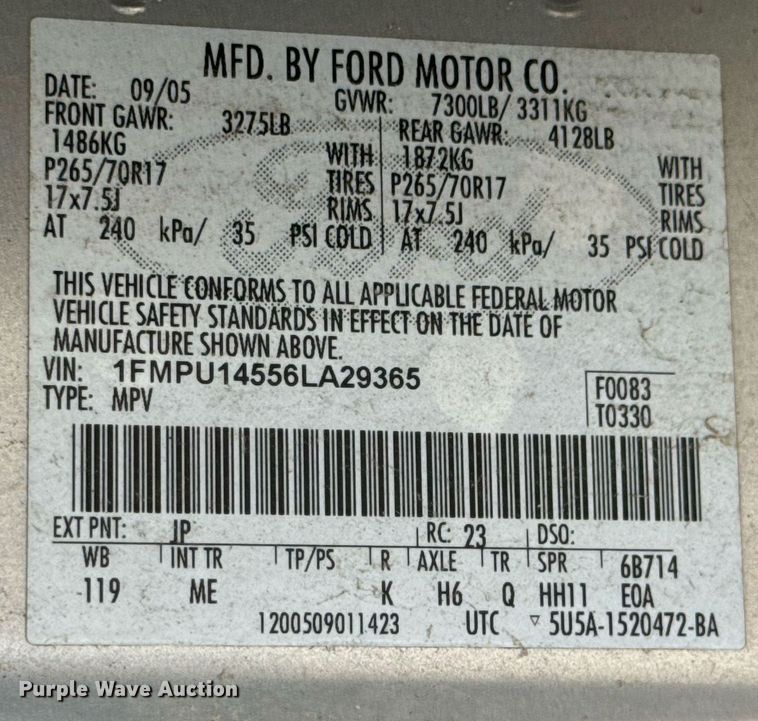 MFD. BY FORD MOTOR CO.
DATE: 09/05 GVWR: 7300LB/ 3311KG
FRONT GAWR: 3275LB REAR GAWR: 4128LB
1486KG WITH 1872KG WITH
P265/70R17 TIRES P265/70R17 TIRES
17x7.5J RIMS 17x7.5J RIMS
AT 240 kPa/ 35 PSI COLD AT 240 kPa/ 35 PSI COLD
THIS VEHICLE CONFORMS TO ALL APPLICABLE FEDERAL MOTOR
VEHICLE SAFETY STANDARDS IN EFFECT ON THE DATE OF
MANUFACTURE SHOWN ABOVE.
VIN: 1FMPU14556LA29365 F0083
TYPE: MPV T0330
EXT PNT: JP RC: 23 DSO:
WB INT TR TP/PS R AXLE TR SPR 6B714
119 ME K H6 Q HH11 E0A
1200509011423 UTC ▽ 5U5A-1520472-BA
Purple Wave Auction